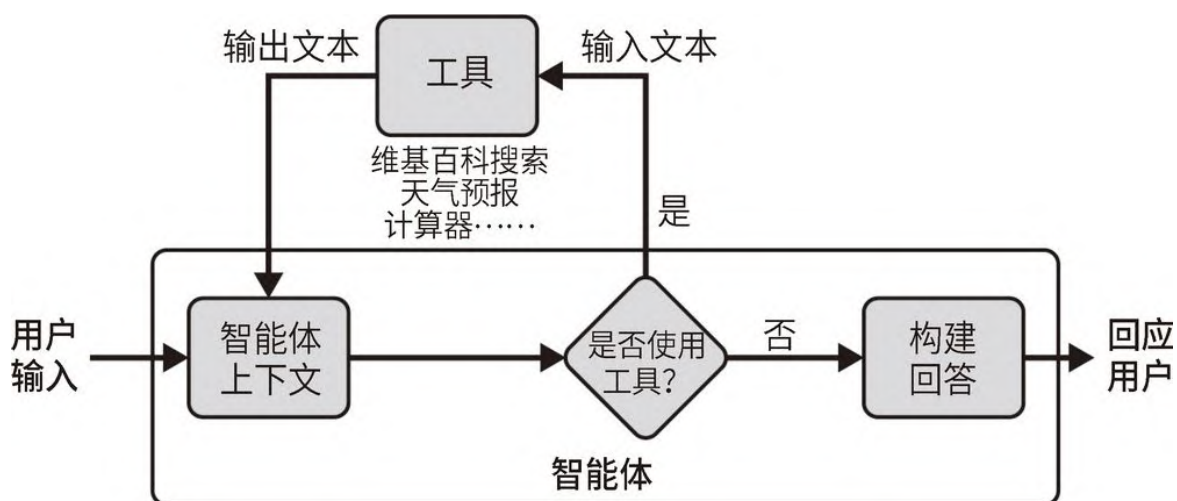 输出文本
工具
输入文本
维基百科搜索
天气预报
计算器……
是
用户
输入
智能体
上下文
是否使用
工具?
否
构建
回答
回应
用户
智能体